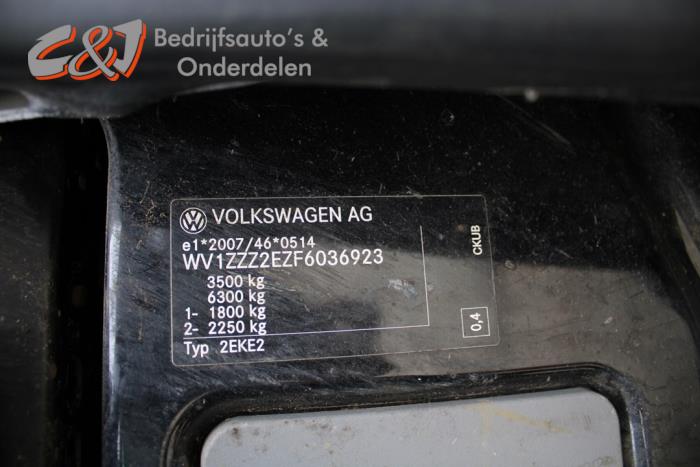 C&J Bedrijfsauto's &
Onderdelen
VOLKSWAGEN AG
e1*2007/46*0514
WV1ZZZ2EZF6036923
3500 kg
6300 kg
1- 1800 kg
2- 2250 kg
Typ 2EKE2
CKUB
0,4